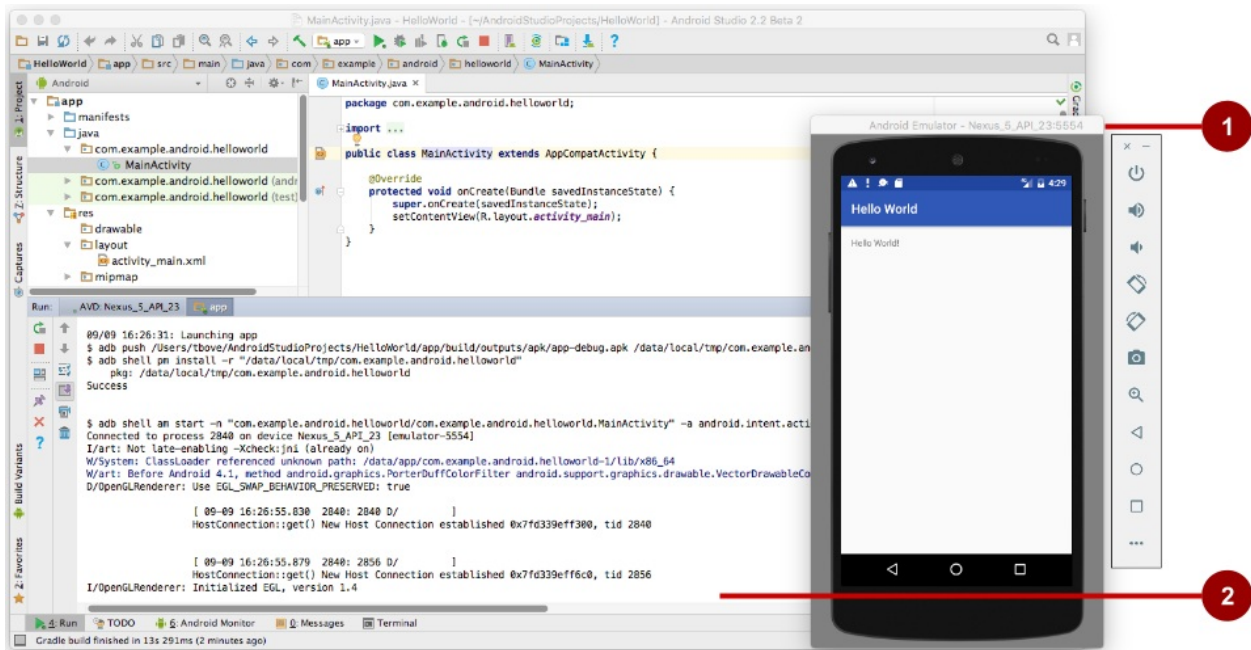 MainActivity.java - HelloWorld - [~/AndroidStudioProjects/HelloWorld] - Android Studio 2.2 Beta 2
app
HelloWorld app src main java com example android helloworld MainActivity
Android
MainActivity.java ×
1: Project
Z: Structure
Captures
Build Variants
2: Favorites
app
manifests
java
com.example.android.helloworld
MainActivity
com.example.android.helloworld (andr
com.example.android.helloworld (test)
res
drawable
layout
activity_main.xml
mipmap
package com.example.android.helloworld;
import ...
public class MainActivity extends AppCompatActivity {
@Override
protected void onCreate(Bundle savedInstanceState) {
super.onCreate(savedInstanceState);
setContentView(R.layout.activity_main);
}
}
Run: AVD: Nexus_5_API_23 app
09/09 16:26:31: Launching app
$ adb push /Users/tbove/AndroidStudioProjects/HelloWorld/app/build/outputs/apk/app-debug.apk /data/local/tmp/com.example.an
$ adb shell pm install -r "/data/local/tmp/com.example.android.helloworld"
pkg: /data/local/tmp/com.example.android.helloworld
Success
$ adb shell am start -n "com.example.android.helloworld/com.example.android.helloworld.MainActivity" -a android.intent.acti
Connected to process 2840 on device Nexus_5_API_23 [emulator-5554]
I/art: Not late-enabling -Xcheck:jni (already on)
W/System: ClassLoader referenced unknown path: /data/app/com.example.android.helloworld-1/lib/x86_64
W/art: Before Android 4.1, method android.graphics.PorterDuffColorFilter android.support.graphics.drawable.VectorDrawableCo
D/OpenGLRenderer: Use EGL_SWAP_BEHAVIOR_PRESERVED: true
[ 09-09 16:26:55.830 2840: 2840 D/ ]
HostConnection::get() New Host Connection established 0x7fd339eff300, tid 2840
[ 09-09 16:26:55.879 2840: 2856 D/ ]
HostConnection::get() New Host Connection established 0x7fd339eff6c0, tid 2856
I/OpenGLRenderer: Initialized EGL, version 1.4
4: Run TODO 6: Android Monitor 0: Messages Terminal
Gradle build finished in 13s 291ms (2 minutes ago)
Android Emulator - Nexus_5_API_23:5554
4:29
Hello World
Hello World!
1
2